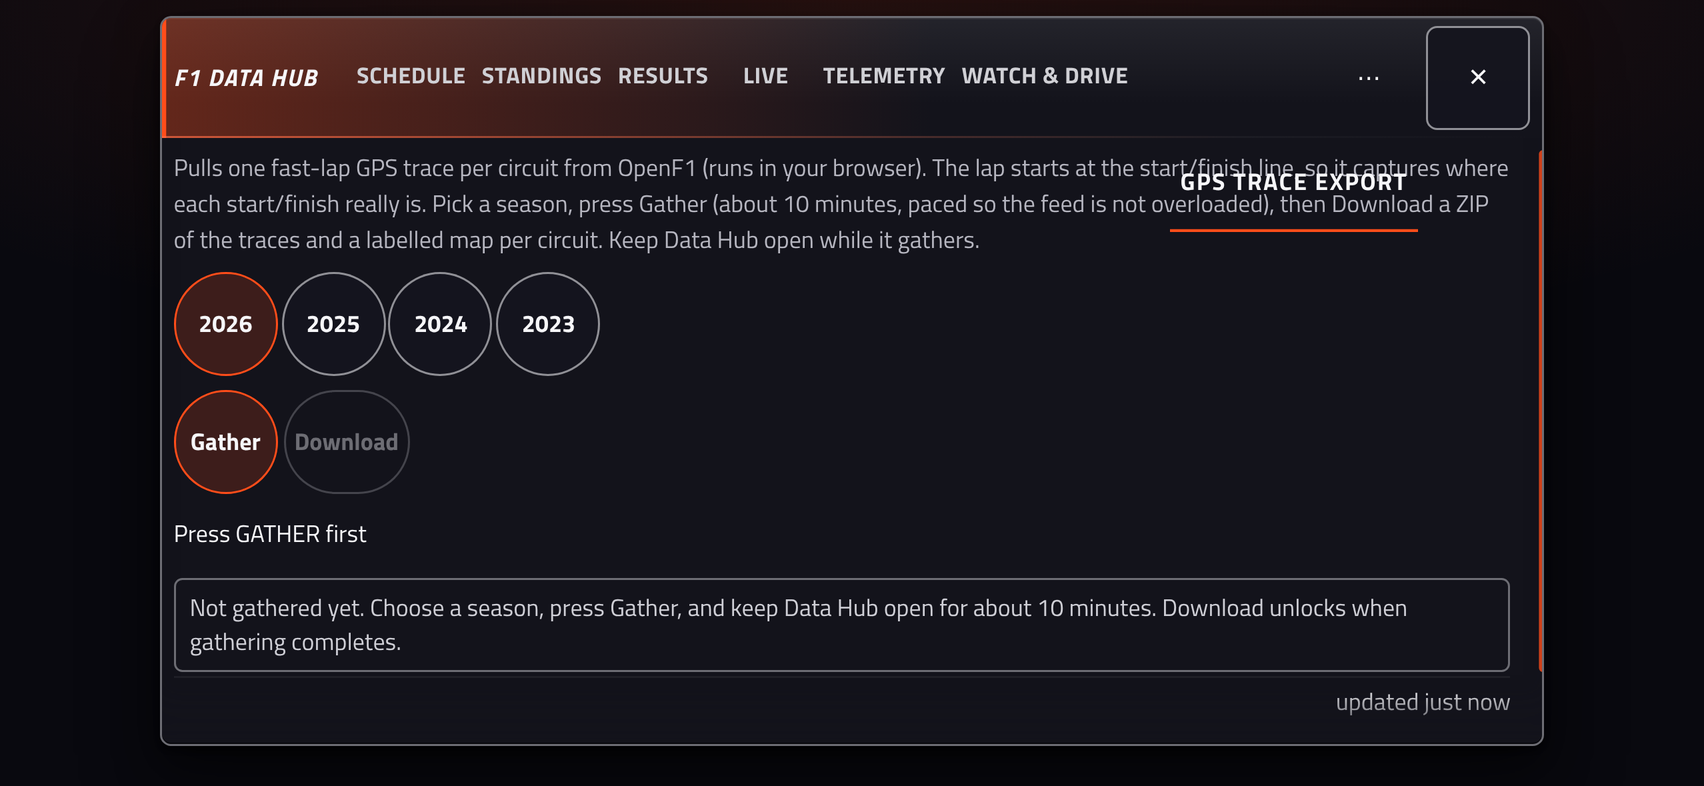 F1 DATA HUB SCHEDULE STANDINGS RESULTS LIVE TELEMETRY WATCH & DRIVE ... ✕
Pulls one fast-lap GPS trace per circuit from OpenF1 (runs in your browser). The lap starts at the start/finish line, so it captures where
GPS TRACE EXPORT
each start/finish really is. Pick a season, press Gather (about 10 minutes, paced so the feed is not overloaded), then Download a ZIP
of the traces and a labelled map per circuit. Keep Data Hub open while it gathers.
2026 2025 2024 2023
Gather Download
Press GATHER first
Not gathered yet. Choose a season, press Gather, and keep Data Hub open for about 10 minutes. Download unlocks when
gathering completes.
updated just now